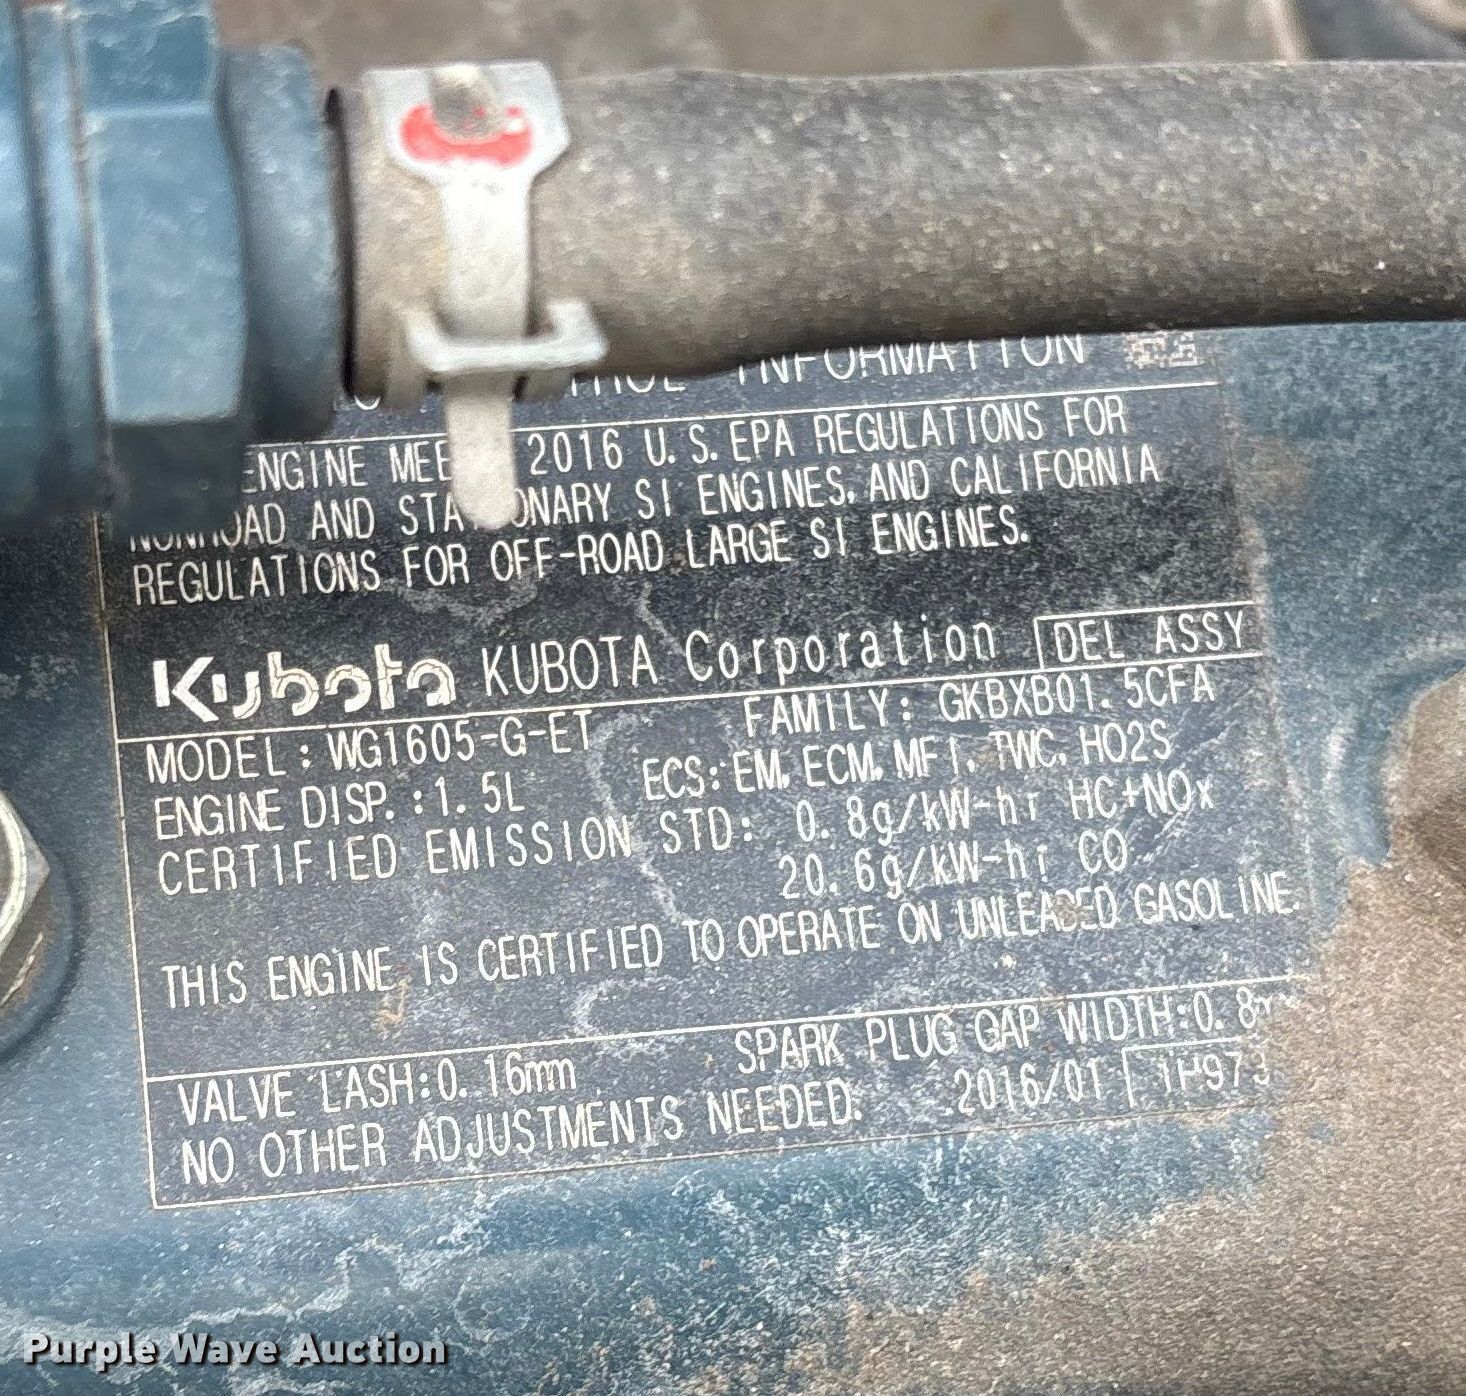 INFORMATION
ENGINE 2016 U.S. EPA REGULATIONS FOR
AND REGULATIONS SI ENGINES, AND CALIFORNIA
REGULATIONS FOR OFF-ROAD LARGE SI ENGINES.
Kubota KUBOTA Corporation DEL ASSY
MODEL: WG1605-G-ET FAMILY: GKBXB01.5CFA
ENGINE DISP.: 1.5L ECS: EM, ECM, MFI, TWC, HO2S
CERTIFIED EMISSION STD: 0.8g/kW-hr HC+NOx
20.6g/kW-hr CO
THIS ENGINE IS CERTIFIED TO OPERATE ON UNLEADED GASOLINE.
VALVE LASH: 0.16mm SPARK PLUG GAP WIDTH: 0.8
NO OTHER ADJUSTMENTS NEEDED. 2016/01
Purple Wave Auction